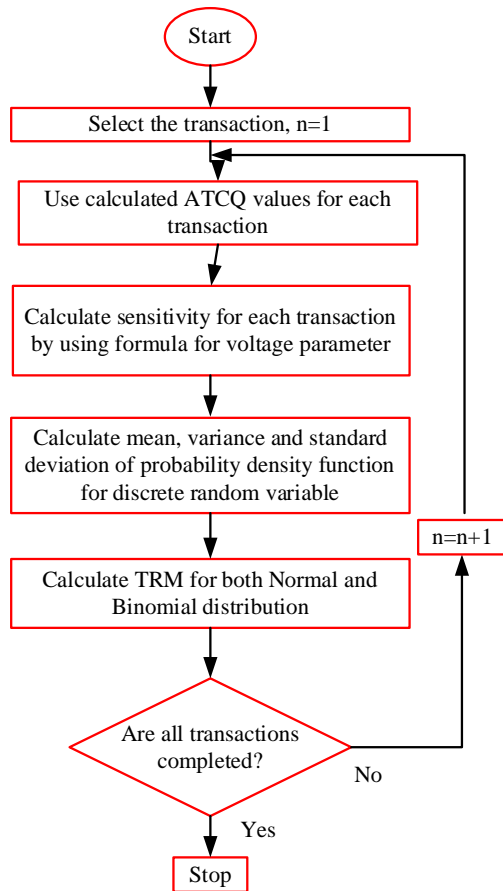 Start
Select the transaction, n=1
Use calculated ATCQ values for each
transaction
Calculate sensitivity for each transaction
by using formula for voltage parameter
Calculate mean, variance and standard
deviation of probability density function
for discrete random variable
n=n+1
Calculate TRM for both Normal and
Binomial distribution
Are all transactions
completed?
No
Yes
Stop